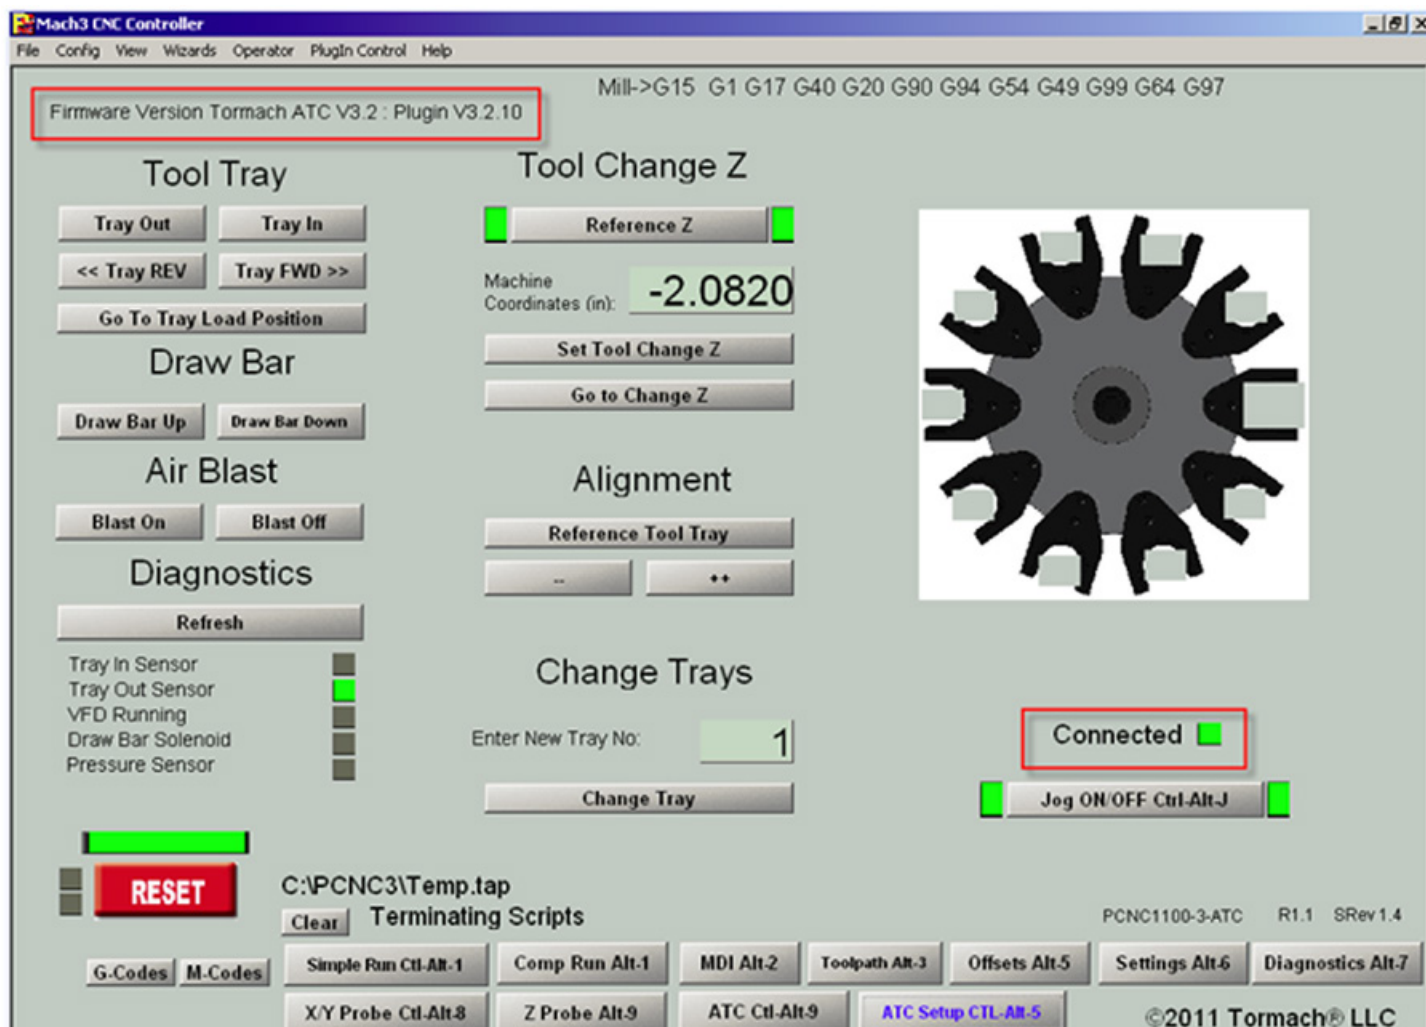 Mach3 CNC Controller
File Config View Wizards Operator PlugIn Control Help
Mill->G15 G1 G17 G40 G20 G90 G94 G54 G49 G99 G64 G97
Firmware Version Tormach ATC V3.2 : Plugin V3.2.10
Tool Tray
Tray Out Tray In
<< Tray REV Tray FWD >>
Go To Tray Load Position
Draw Bar
Draw Bar Up Draw Bar Down
Air Blast
Blast On Blast Off
Diagnostics
Refresh
Tray In Sensor
Tray Out Sensor
VFD Running
Draw Bar Solenoid
Pressure Sensor
Tool Change Z
Reference Z
Machine
Coordinates (in): -2.0820
Set Tool Change Z
Go to Change Z
Alignment
Reference Tool Tray
-- ++
Change Trays
Enter New Tray No: 1
Change Tray
Connected
Jog ON/OFF Ctrl-Alt-J
RESET
C:\PCNC3\Temp.tap
Clear Terminating Scripts
PCNC1100-3-ATC R1.1 SRev 1.4
G-Codes M-Codes
Simple Run Ctl-Alt-1 Comp Run Alt-1 MDI Alt-2 Toolpath Alt-3 Offsets Alt-5 Settings Alt-6 Diagnostics Alt-7
X/Y Probe Ctl-Alt-8 Z Probe Alt-9 ATC Ctl-Alt-9 ATC Setup CTL-Alt-5
©2011 Tormach® LLC